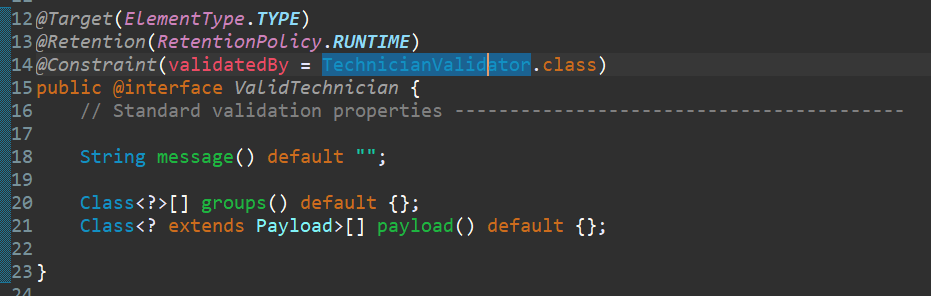 12@Target(ElementType.TYPE)
13@Retention(RetentionPolicy.RUNTIME)
14@Constraint(validatedBy = TechnicianValidator.class)
15public @interface ValidTechnician {
16    // Standard validation properties -----------------------------------------
17
18    String message() default "";
19
20    Class<?>[] groups() default {};
21    Class<? extends Payload>[] payload() default {};
22
23}
24